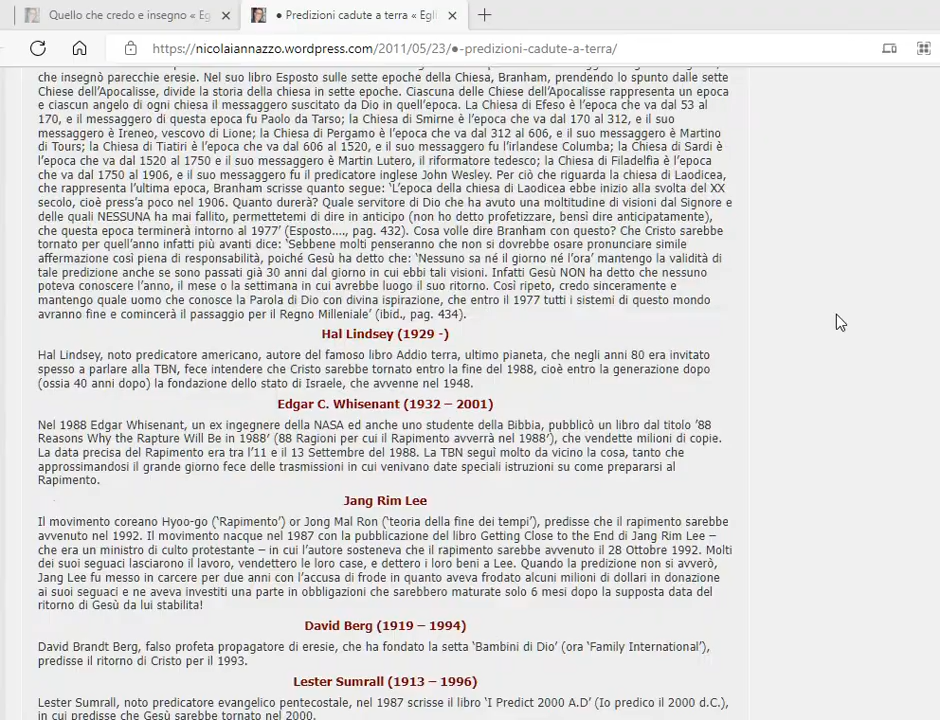 Quello che credo e insegno « Eg
• Predizioni cadute a terra « Egli
https://nicolaiannazzo.wordpress.com/2011/05/23/•-predizioni-cadute-a-terra/
che insegnò parecchie eresie. Nel suo libro Esposto sulle sette epoche della Chiesa, Branham, prendendo lo spunto dalle sette
Chiese dell'Apocalisse, divide la storia della chiesa in sette epoche. Ciascuna delle Chiese dell'Apocalisse rappresenta un epoca
e ciascun angelo di ogni chiesa il messaggero suscitato da Dio in quell'epoca. La Chiesa di Efeso è l'epoca che va dal 53 al
170, e il messaggero di questa epoca fu Paolo da Tarso; la Chiesa di Smirne è l'epoca che va dal 170 al 312, e il suo
messaggero è Ireneo, vescovo di Lione; la Chiesa di Pergamo è l'epoca che va dal 312 al 606, e il suo messaggero è Martino
di Tours; la Chiesa di Tiatiri è l'epoca che va dal 606 al 1520, e il suo messaggero fu l'irlandese Columba; la Chiesa di Sardi è
l'epoca che va dal 1520 al 1750 e il suo messaggero è Martin Lutero, il riformatore tedesco; la Chiesa di Filadelfia è l'epoca
che va dal 1750 al 1906, e il suo messaggero fu il predicatore inglese John Wesley. Per ciò che riguarda la chiesa di Laodicea,
che rappresenta l'ultima epoca, Branham scrisse quanto segue: 'L'epoca della chiesa di Laodicea ebbe inizio alla svolta del XX
secolo, cioè press'a poco nel 1906. Quanto durerà? Quale servitore di Dio che ha avuto una moltitudine di visioni dal Signore e
delle quali NESSUNA ha mai fallito, permettetemi di dire in anticipo (non ho detto profetizzare, bensì dire anticipatamente),
che questa epoca terminerà intorno al 1977' (Esposto...., pag. 432). Cosa volle dire Branham con questo? Che Cristo sarebbe
tornato per quell'anno infatti più avanti dice: 'Sebbene molti penseranno che non si dovrebbe osare pronunciare simile
affermazione così piena di responsabilità, poiché Gesù ha detto che: 'Nessuno sa né il giorno né l'ora' mantengo la validità di
tale predizione anche se sono passati già 30 anni dal giorno in cui ebbi tali visioni. Infatti Gesù NON ha detto che nessuno
poteva conoscere l'anno, il mese o la settimana in cui avrebbe luogo il suo ritorno. Così ripeto, credo sinceramente e
mantengo quale uomo che conosce la Parola di Dio con divina ispirazione, che entro il 1977 tutti i sistemi di questo mondo
avranno fine e comincerà il passaggio per il Regno Milleniale' (ibid., pag. 434).
Hal Lindsey (1929 -)
Hal Lindsey, noto predicatore americano, autore del famoso libro Addio terra, ultimo pianeta, che negli anni 80 era invitato
spesso a parlare alla TBN, fece intendere che Cristo sarebbe tornato entro la fine del 1988, cioè entro la generazione dopo
(ossia 40 anni dopo) la fondazione dello stato di Israele, che avvenne nel 1948.
Edgar C. Whisenant (1932 – 2001)
Nel 1988 Edgar Whisenant, un ex ingegnere della NASA ed anche uno studente della Bibbia, pubblicò un libro dal titolo '88
Reasons Why the Rapture Will Be in 1988' (88 Ragioni per cui il Rapimento avverrà nel 1988'), che vendette milioni di copie.
La data precisa del Rapimento era tra l'11 e il 13 Settembre del 1988. La TBN seguì molto da vicino la cosa, tanto che
approssimandosi il grande giorno fece delle trasmissioni in cui venivano date speciali istruzioni su come prepararsi al
Rapimento.
Jang Rim Lee
Il movimento coreano Hyoo-go ('Rapimento') or Jong Mal Ron ('teoria della fine dei tempi'), predisse che il rapimento sarebbe
avvenuto nel 1992. Il movimento nacque nel 1987 con la pubblicazione del libro Getting Close to the End di Jang Rim Lee –
che era un ministro di culto protestante – in cui l'autore sosteneva che il rapimento sarebbe avvenuto il 28 Ottobre 1992. Molti
dei suoi seguaci lasciarono il lavoro, vendettero le loro case, e dettero i loro beni a Lee. Quando la predizione non si avverò,
Jang Lee fu messo in carcere per due anni con l'accusa di frode in quanto aveva frodato alcuni milioni di dollari in donazione
ai suoi seguaci e ne aveva investiti una parte in obbligazioni che sarebbero maturate solo 6 mesi dopo la supposta data del
ritorno di Gesù da lui stabilita!
David Berg (1919 – 1994)
David Brandt Berg, falso profeta propagatore di eresie, che ha fondato la setta 'Bambini di Dio' (ora 'Family International'),
predisse il ritorno di Cristo per il 1993.
Lester Sumrall (1913 – 1996)
Lester Sumrall, noto predicatore evangelico pentecostale, nel 1987 scrisse il libro 'I Predict 2000 A.D' (Io predico il 2000 d.C.),
in cui predisse che Gesù sarebbe tornato nel 2000.